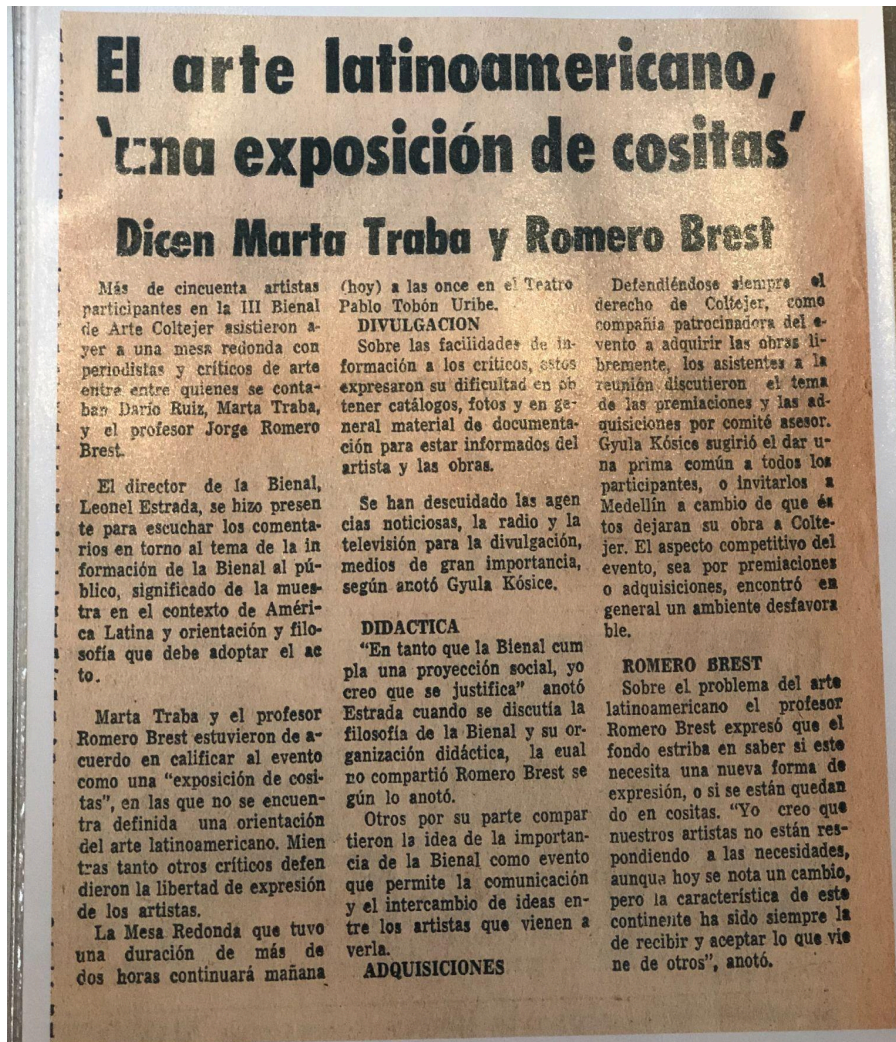 El arte latinoamericano,
'una exposición de cositas'
Dicen Marta Traba y Romero Brest
Más de cincuenta artistas
participantes en la III Bienal
de Arte Coltejer asistieron a-
yer a una mesa redonda con
periodistas y críticos de arte
entre entre quienes se conta-
ban Darío Ruiz, Marta Traba,
y el profesor Jorge Romero
Brest.
El director de la Bienal,
Leonel Estrada, se hizo presen
te para escuchar los comenta-
rios en torno al tema de la in
formación de la Bienal al pú-
blico, significado de la mues-
tra en el contexto de Améri-
ca Latina y orientación y filo-
sofía que debe adoptar el ac
to.
Marta Traba y el profesor
Romero Brest estuvieron de a-
cuerdo en calificar al evento
como una "exposición de cosi-
tas", en las que no se encuen-
tra definida una orientación
del arte latinoamericano. Mien
tras tanto otros críticos defen
dieron la libertad de expresión
de los artistas.
La Mesa Redonda que tuvo
una duración de más de
dos horas continuará mañana
(hoy) a las once en el Teatro
Pablo Tobón Uribe.
DIVULGACION
Sobre las facilidades de in-
formación a los críticos, estos
expresaron su dificultad en ob
tener catálogos, fotos y en ge-
neral material de documenta-
ción para estar informados del
artista y las obras.
Se han descuidado las agen
cias noticiosas, la radio y la
televisión para la divulgación,
medios de gran importancia,
según anotó Gyula Kósice.
DIDACTICA
"En tanto que la Bienal cum
pla una proyección social, yo
creo que se justifica" anotó
Estrada cuando se discutía la
filosofía de la Bienal y su or-
ganización didáctica, la cual
no compartió Romero Brest se
gún lo anotó.
Otros por su parte compar
tieron la idea de la importan-
cia de la Bienal como evento
que permite la comunicación
y el intercambio de ideas en-
tre los artistas que vienen a
verla.
ADQUISICIONES
Defendiéndose siempre el
derecho de Coltejer, como
compañía patrocinadora del e-
vento a adquirir las obras li-
bremente, los asistentes a la
reunión discutieron el tema
de las premiaciones y las ad-
quisiciones por comité asesor.
Gyula Kósice sugirió el dar u-
na prima común a todos los
participantes, o invitarlos a
Medellín a cambio de que és-
tos dejaran su obra a Colte-
jer. El aspecto competitivo del
evento, sea por premiaciones
o adquisiciones, encontró en
general un ambiente desfavora
ble.
ROMERO BREST
Sobre el problema del arte
latinoamericano el profesor
Romero Brest expresó que el
fondo estriba en saber si este
necesita una nueva forma de
expresión, o si se están quedan
do en cositas. "Yo creo que
nuestros artistas no están res-
pondiendo a las necesidades,
aunque hoy se nota un cambio,
pero la característica de este
continente ha sido siempre la
de recibir y aceptar lo que vie
ne de otros", anotó.